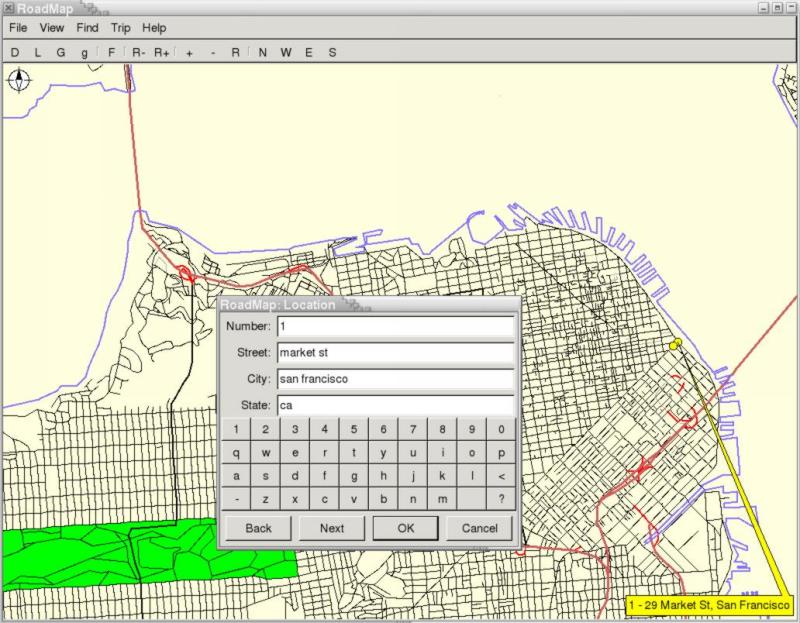 RoadMap
File View Find Trip Help
D L G g F R- R+ + - R N W E S
RoadMap: Location
Number: 1
Street: market st
City: san francisco
State: ca
1 2 3 4 5 6 7 8 9 0
q w e r t y u i o p
a s d f g h j k l <
- z x c v b n m ?
Back Next OK Cancel
1 - 29 Market St, San Francisco